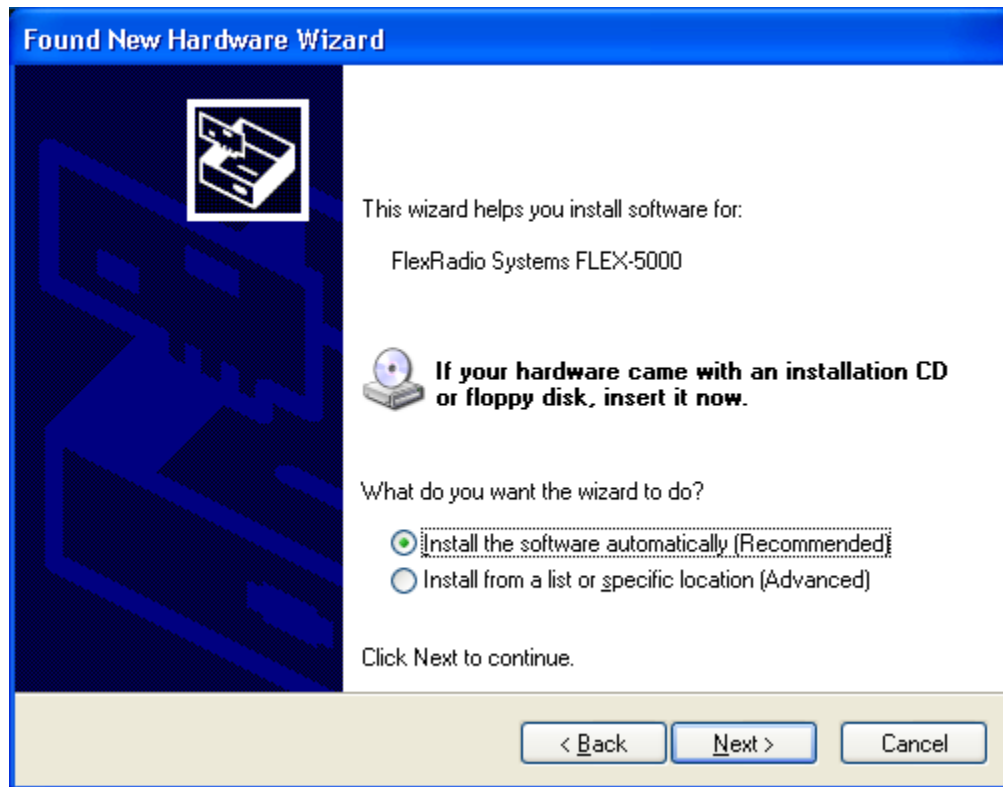 Found New Hardware Wizard
This wizard helps you install software for:
FlexRadio Systems FLEX-5000
If your hardware came with an installation CD
or floppy disk, insert it now.
What do you want the wizard to do?
Install the software automatically (Recommended)
Install from a list or specific location (Advanced)
Click Next to continue.
< Back Next > Cancel